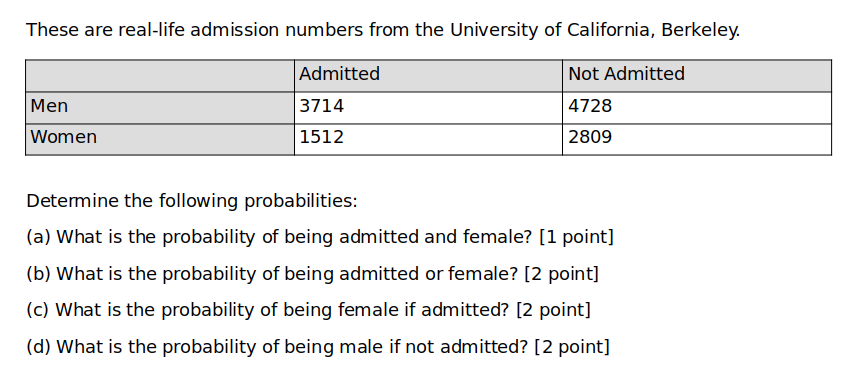 These are real-life admission numbers from the University of California, Berkeley.
Admitted Not Admitted
Men 3714 4728
Women 1512 2809
Determine the following probabilities:
(a) What is the probability of being admitted and female? [1 point]
(b) What is the probability of being admitted or female? [2 point]
(c) What is the probability of being female if admitted? [2 point]
(d) What is the probability of being male if not admitted? [2 point]